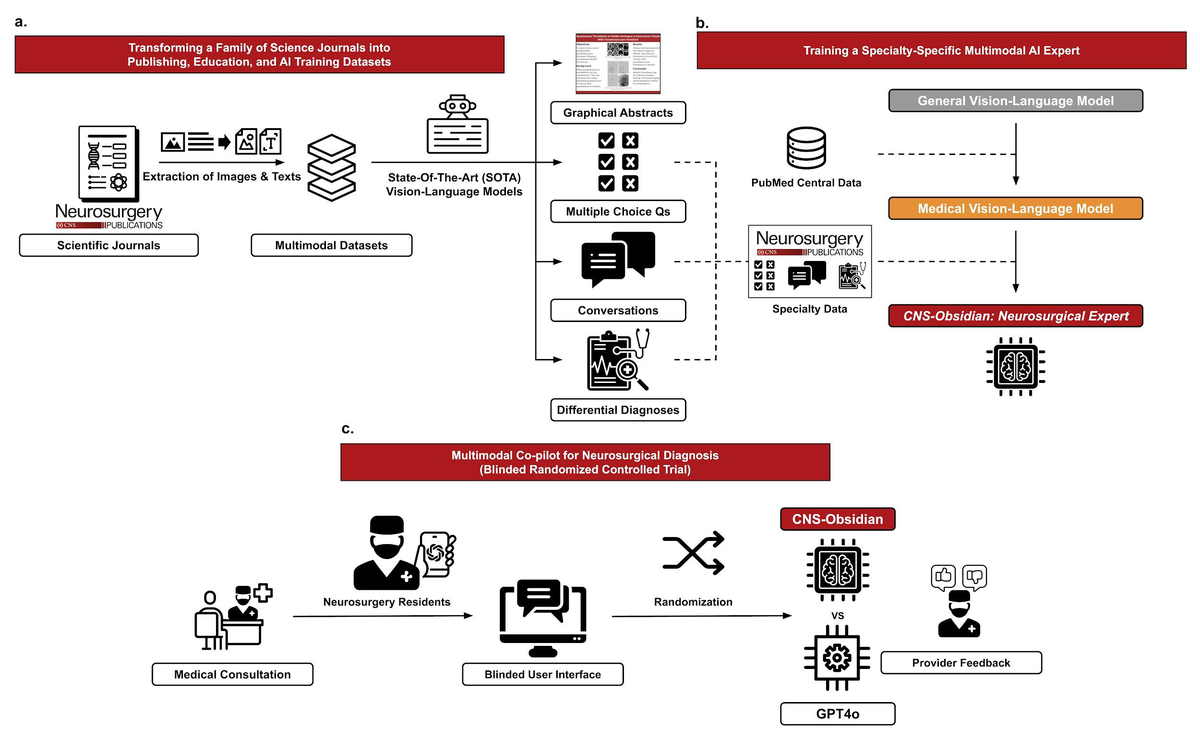 a.
Transforming a Family of Science Journals into
Publishing, Education, and AI Training Datasets
Extraction of Images & Texts
T
Neurosurgery
CNS PUBLICATIONS
Scientific Journals
Multimodal Datasets
State-Of-The-Art (SOTA)
Vision-Language Models
Graphical Abstracts
Multiple Choice Qs
Conversations
Differential Diagnoses
b.
Training a Specialty-Specific Multimodal AI Expert
General Vision-Language Model
PubMed Central Data
Medical Vision-Language Model
Neurosurgery
CNS PUBLICATIONS
Specialty Data
CNS-Obsidian: Neurosurgical Expert
c.
Multimodal Co-pilot for Neurosurgical Diagnosis
(Blinded Randomized Controlled Trial)
Medical Consultation
Neurosurgery Residents
Blinded User Interface
Randomization
CNS-Obsidian
VS
GPT4o
Provider Feedback